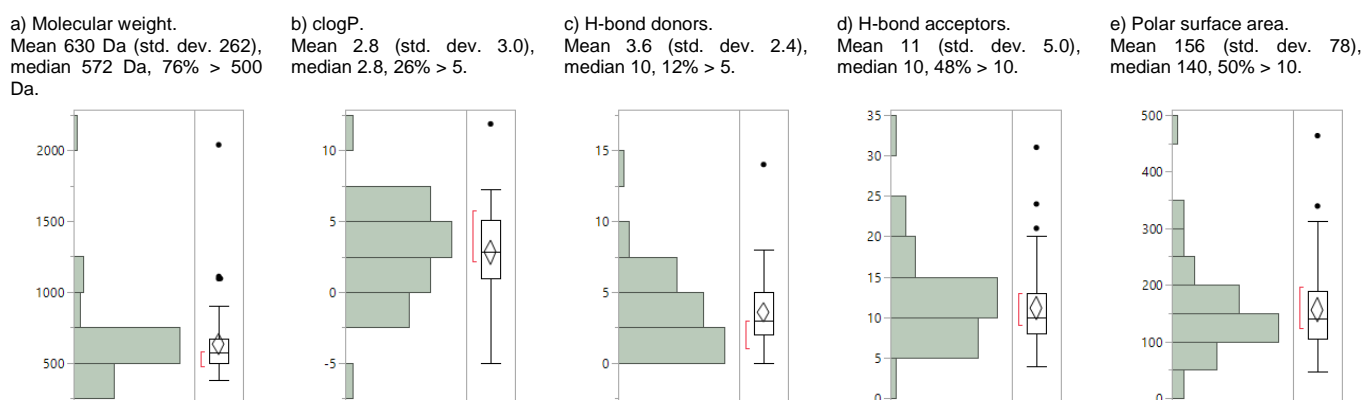 a) Molecular weight.
Mean 630 Da (std. dev. 262),
median 572 Da, 76% > 500
Da.
2000
1500
1000
500
b) clogP.
Mean 2.8 (std. dev. 3.0),
median 2.8, 26% > 5.
10
5
0
-5
c) H-bond donors.
Mean 3.6 (std. dev. 2.4),
median 10, 12% > 5.
15
10
5
0
d) H-bond acceptors.
Mean 11 (std. dev. 5.0),
median 10, 48% > 10.
35
30
25
20
15
10
5
0
e) Polar surface area.
Mean 156 (std. dev. 78),
median 140, 50% > 10.
500
400
300
200
100
0